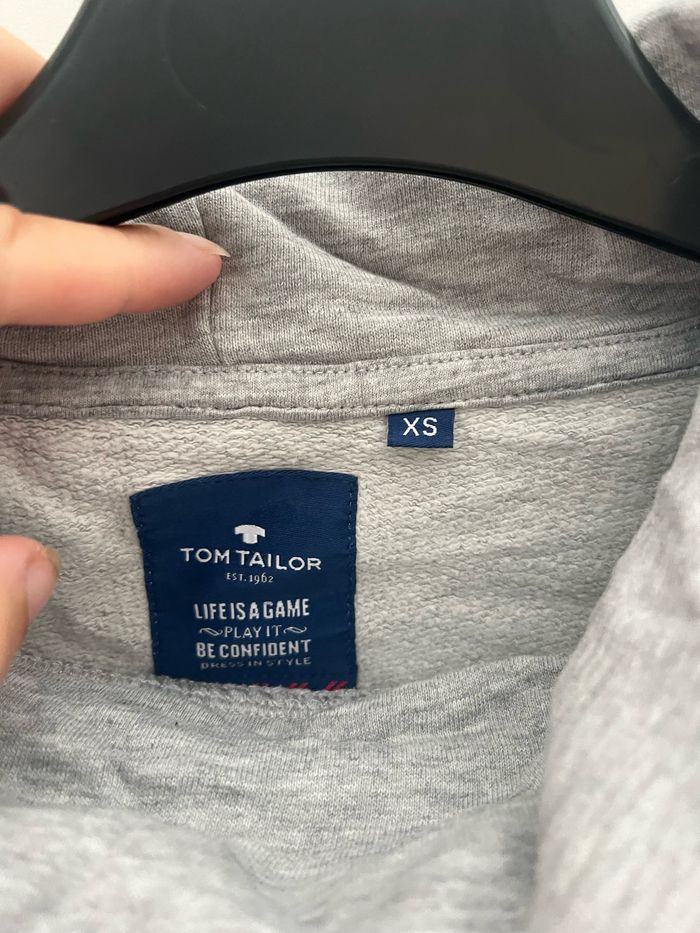 XS
TOM TAILOR
EST. 1962
LIFE IS A GAME
PLAY IT
BE CONFIDENT
DRESS IN STYLE